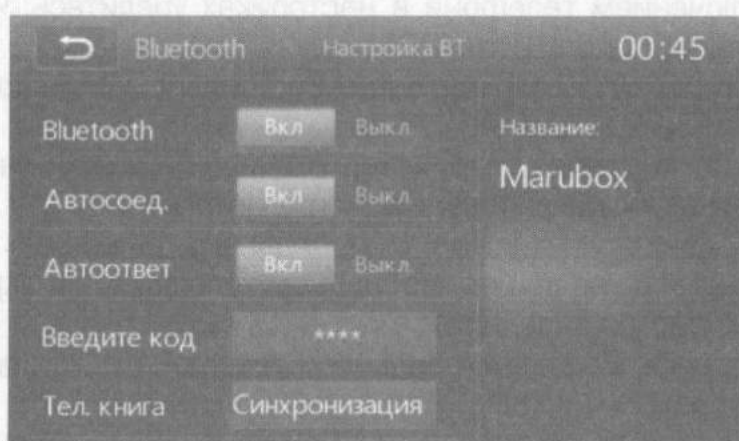 Bluetooth Настройка BT 00:45
Bluetooth Вкл Выкл
Название:
Marubox
Автосоед. Вкл Выкл
Автоответ Вкл Выкл
Введите код ****
Тел. книга Синхронизация